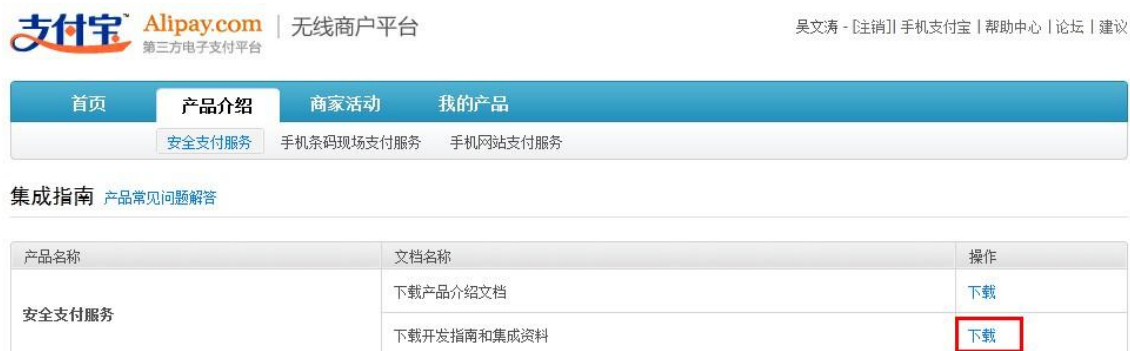 支付宝 Alipay.com 无线商户平台
第三方电子支付平台
吴文涛 - [注销] | 手机支付宝 | 帮助中心 | 论坛 | 建议
首页 产品介绍 商家活动 我的产品
安全支付服务 手机条码现场支付服务 手机网站支付服务
集成指南 产品常见问题解答
产品名称 文档名称 操作
下载产品介绍文档 下载
安全支付服务
下载开发指南和集成资料 下载